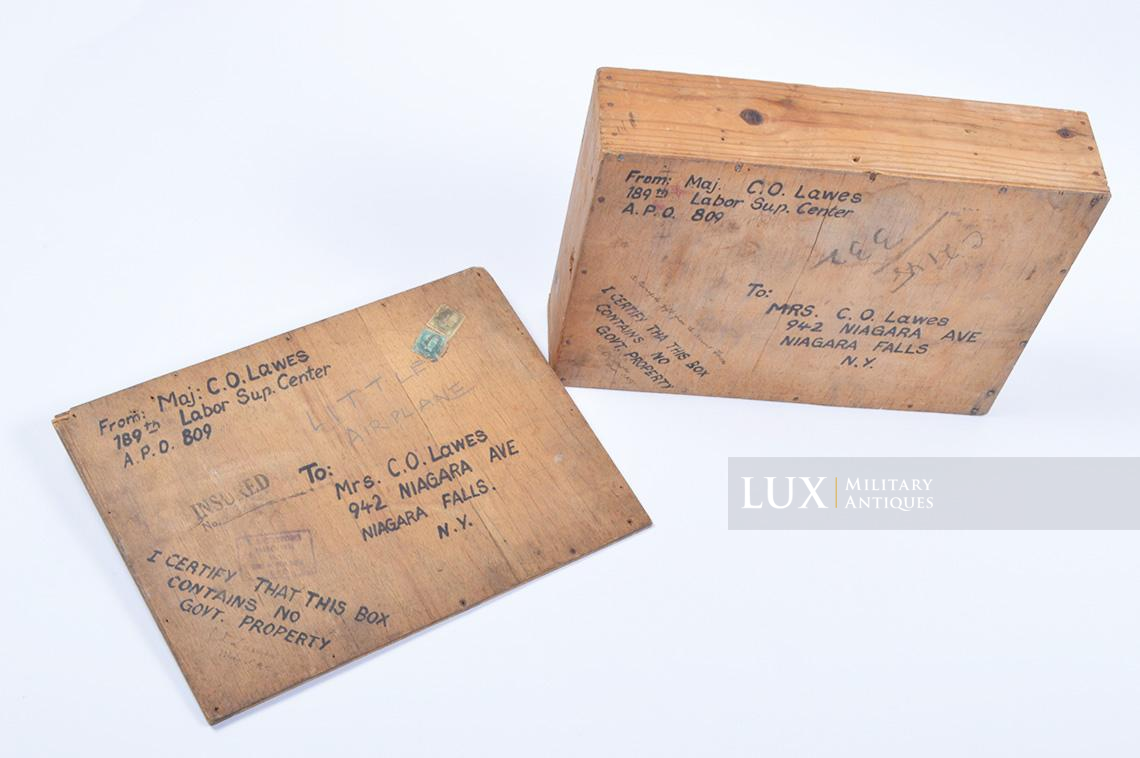 From: Maj: C.O. Lawes
189th Labor Sup. Center
A.P.O. 809
LITTLE
AIRPLANE
To:
Mrs. C.O. Lawes
942 NIAGARA AVE
NIAGARA FALLS.
N.Y.
INSURED
No.
I CERTIFY THAT THIS BOX
CONTAINS NO
GOVT. PROPERTY
From: Maj. C.O. Lawes
189th Labor Sup. Center
A.P.O. 809
To:
MRS. C.O. Lawes
942 NIAGARA AVE
NIAGARA FALLS
N.Y.
I CERTIFY THA THIS BOX
CONTAINS NO
GOVT. PROPERTY
LUX MILITARY
ANTIQUES